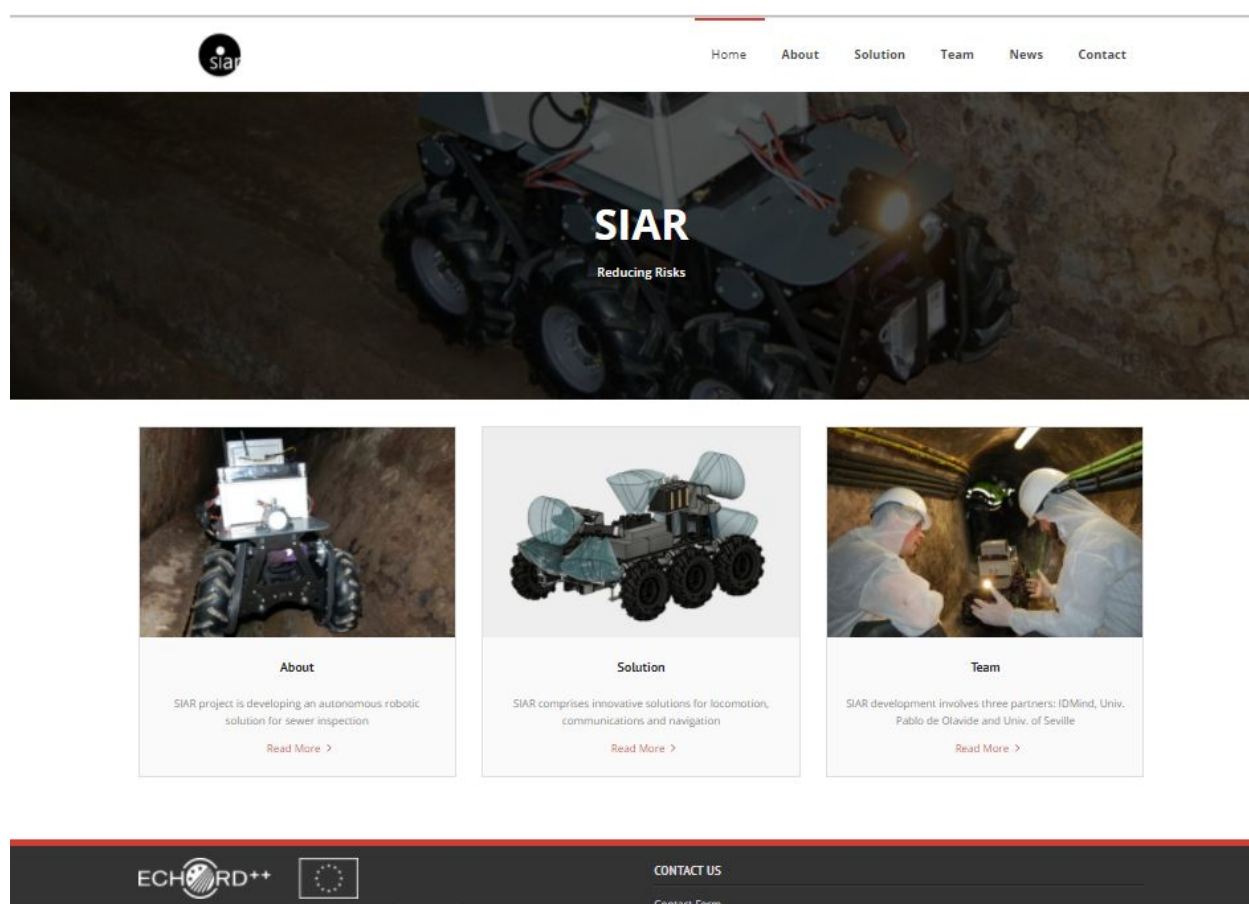 siar
Home About Solution Team News Contact
SIAR
Reducing Risks
About
SIAR project is developing an autonomous robotic
solution for sewer inspection
Read More >
Solution
SIAR comprises innovative solutions for locomotion,
communications and navigation
Read More >
Team
SIAR development involves three partners: IDMind, Univ.
Pablo de Olavide and Univ. of Seville
Read More >
ECHORD++
CONTACT US
Contact Form